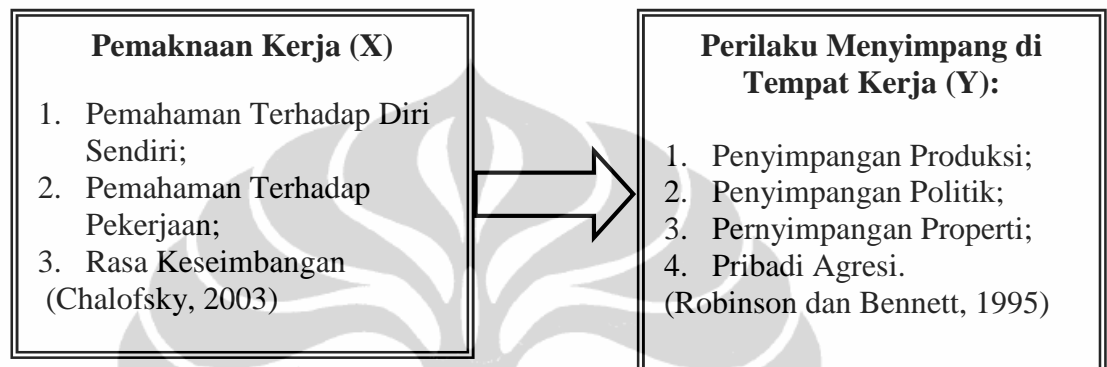 Pemaknaan Kerja (X)
1. Pemahaman Terhadap Diri
Sendiri;
2. Pemahaman Terhadap
Pekerjaan;
3. Rasa Keseimbangan
(Chalofsky, 2003)
Perilaku Menyimpang di
Tempat Kerja (Y):
1. Penyimpangan Produksi;
2. Penyimpangan Politik;
3. Pernyimpangan Properti;
4. Pribadi Agresi.
(Robinson dan Bennett, 1995)